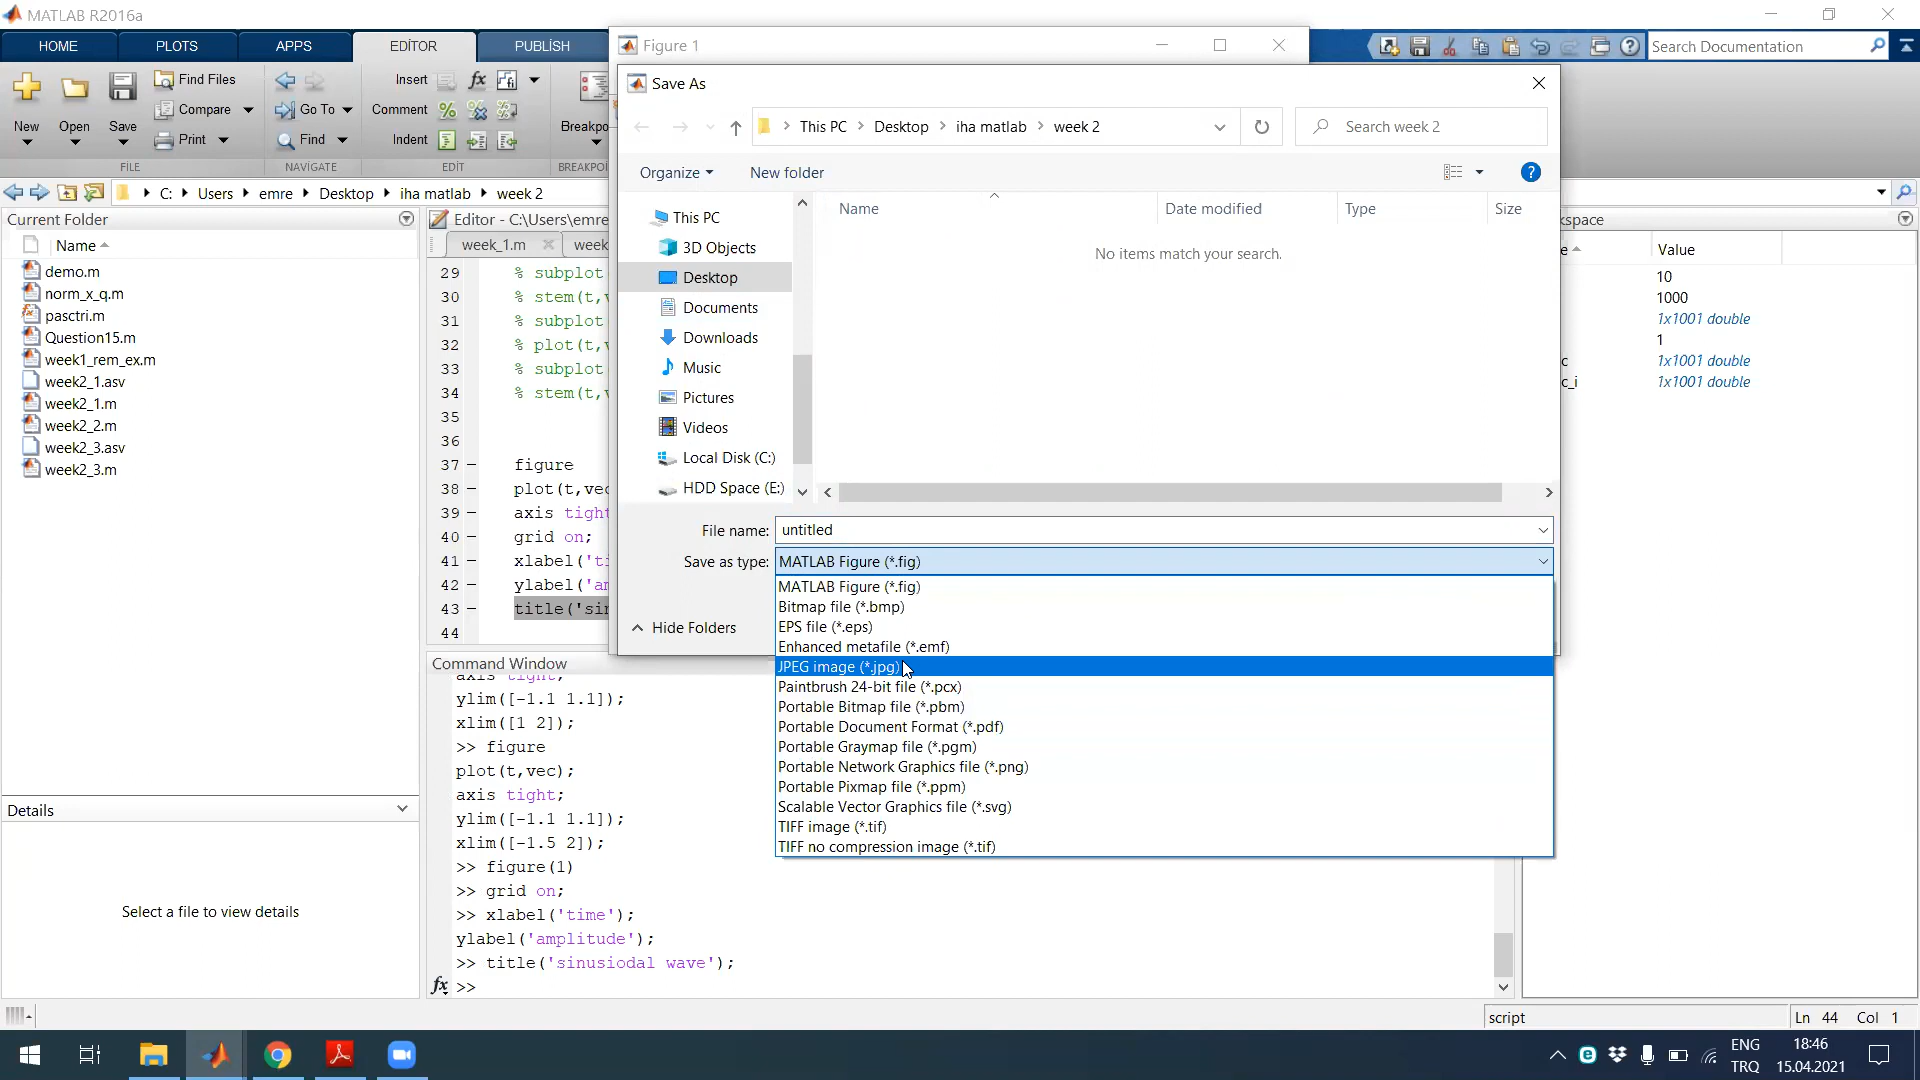 MATLAB R2016a
HOME
PLOTS
APPS
EDİTOR
PUBLİSH
Search Documentation
Figure 1
Save As
New
Open
Save
Find Files
Compare
Print
FILE
Go To
Find
NAVİGATE
Insert
Comment
Indent
EDİT
Breakpo
BREAKPOİ
This PC
Desktop
iha matlab
week 2
Search week 2
Organize
New folder
C:
Users
emre
Desktop
iha matlab
week 2
Current Folder
Name
demo.m
norm_x_q.m
pasctri.m
Question15.m
week1_rem_ex.m
week2_1.asv
week2_1.m
week2_2.m
week2_3.asv
week2_3.m
Details
Select a file to view details
Editor - C:\Users\emre
week_1.m
week
29 % subplot
30 % stem(t,v
31 % subplot
32 % plot(t,v
33 % subplot
34 % stem(t,v
35
36
37 figure
38 plot(t,vec
39 axis tight
40 grid on;
41 xlabel('ti
42 ylabel('am
43 title('sin
44
This PC
3D Objects
Desktop
Documents
Downloads
Music
Pictures
Videos
Local Disk (C:)
HDD Space (E:)
Name
Date modified
Type
Size
No items match your search.
File name:
untitled
Save as type:
MATLAB Figure (*.fig)
MATLAB Figure (*.fig)
Bitmap file (*.bmp)
EPS file (*.eps)
Enhanced metafile (*.emf)
JPEG image (*.jpg)
Paintbrush 24-bit file (*.pcx)
Portable Bitmap file (*.pbm)
Portable Document Format (*.pdf)
Portable Graymap file (*.pgm)
Portable Network Graphics file (*.png)
Portable Pixmap file (*.ppm)
Scalable Vector Graphics file (*.svg)
TIFF image (*.tif)
TIFF no compression image (*.tif)
Hide Folders
kspace
e
Value
10
1000
1x1001 double
1
c 1x1001 double
c_i 1x1001 double
Command Window
axis tight;
ylim([-1.1 1.1]);
xlim([1 2]);
>> figure
plot(t,vec);
axis tight;
ylim([-1.1 1.1]);
xlim([-1.5 2]);
>> figure(1)
>> grid on;
>> xlabel('time');
ylabel('amplitude');
>> title('sinusiodal wave');
fx >>
script
Ln 44 Col 1
ENG
TRQ
18:46
15.04.2021